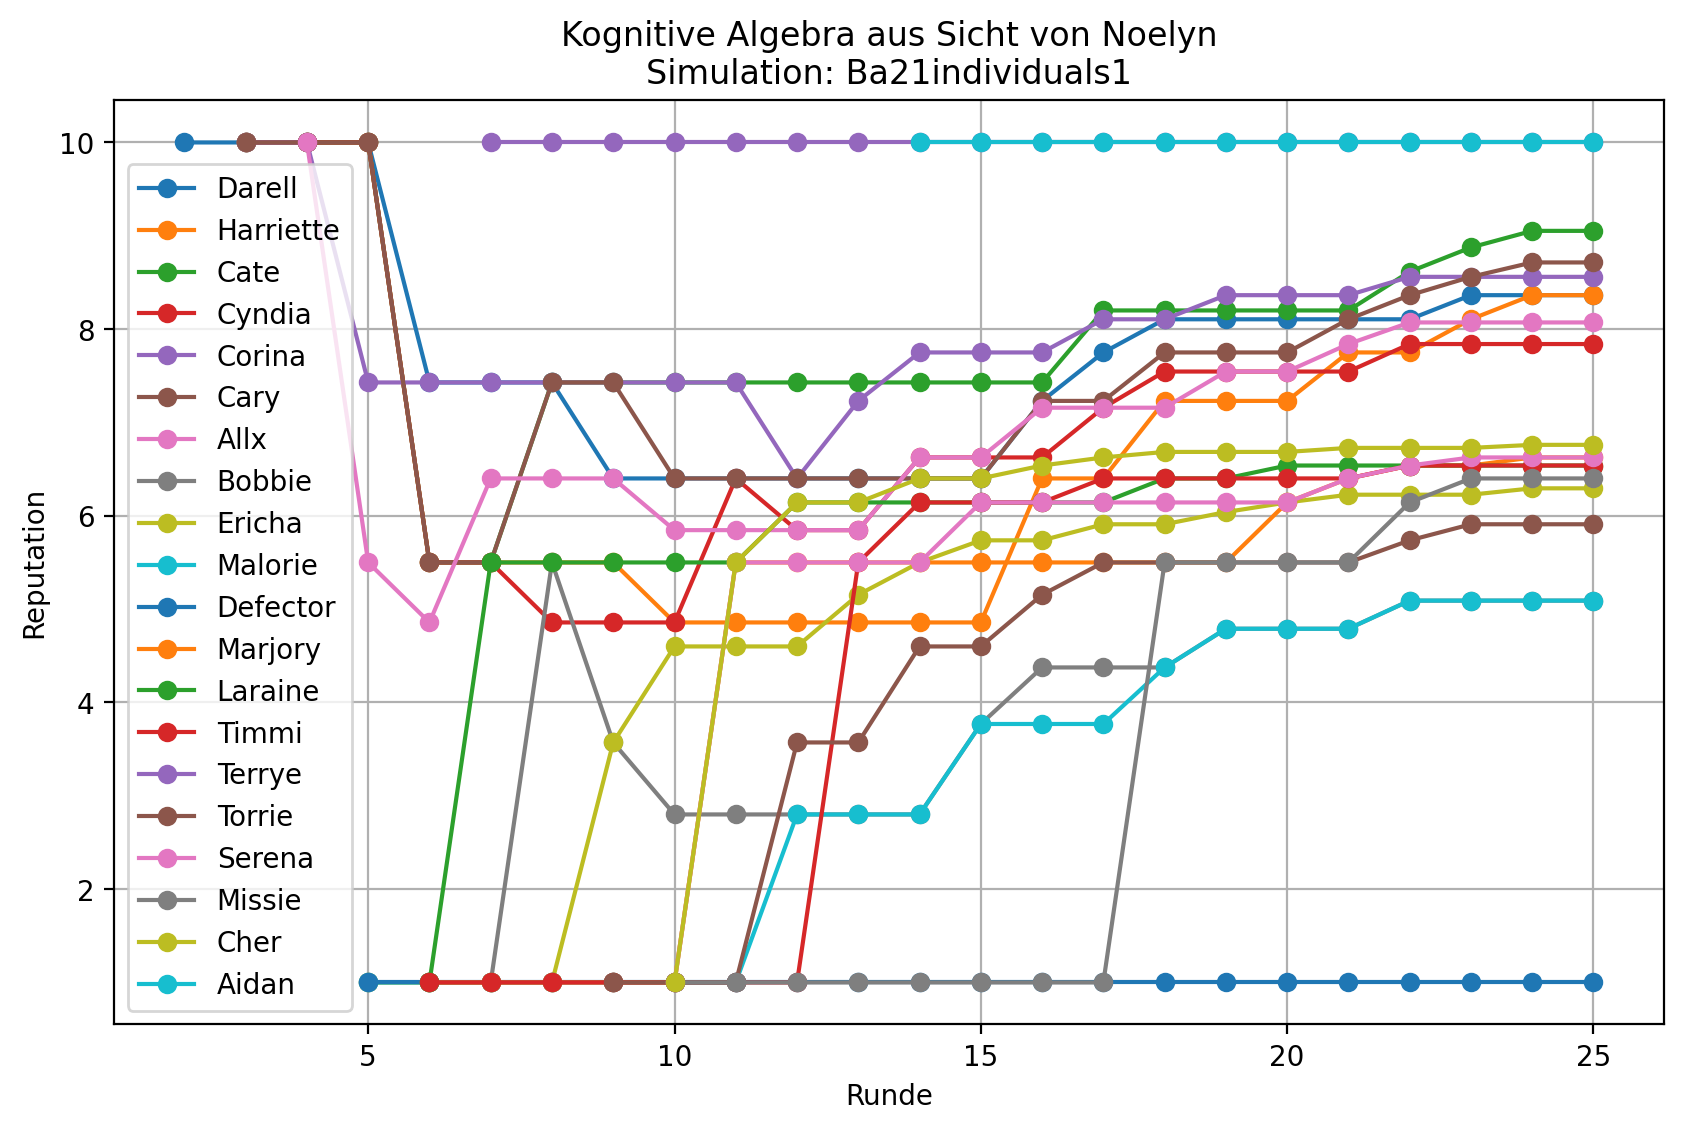 Kognitive Algebra aus Sicht von Noelyn
Simulation: Ba21individuals1
Reputation
10
8
6
4
2
Darell
Harriette
Cate
Cyndia
Corina
Cary
Allx
Bobbie
Ericha
Malorie
Defector
Marjory
Laraine
Timmi
Terrye
Torrie
Serena
Missie
Cher
Aidan
5
10
15
20
25
Runde